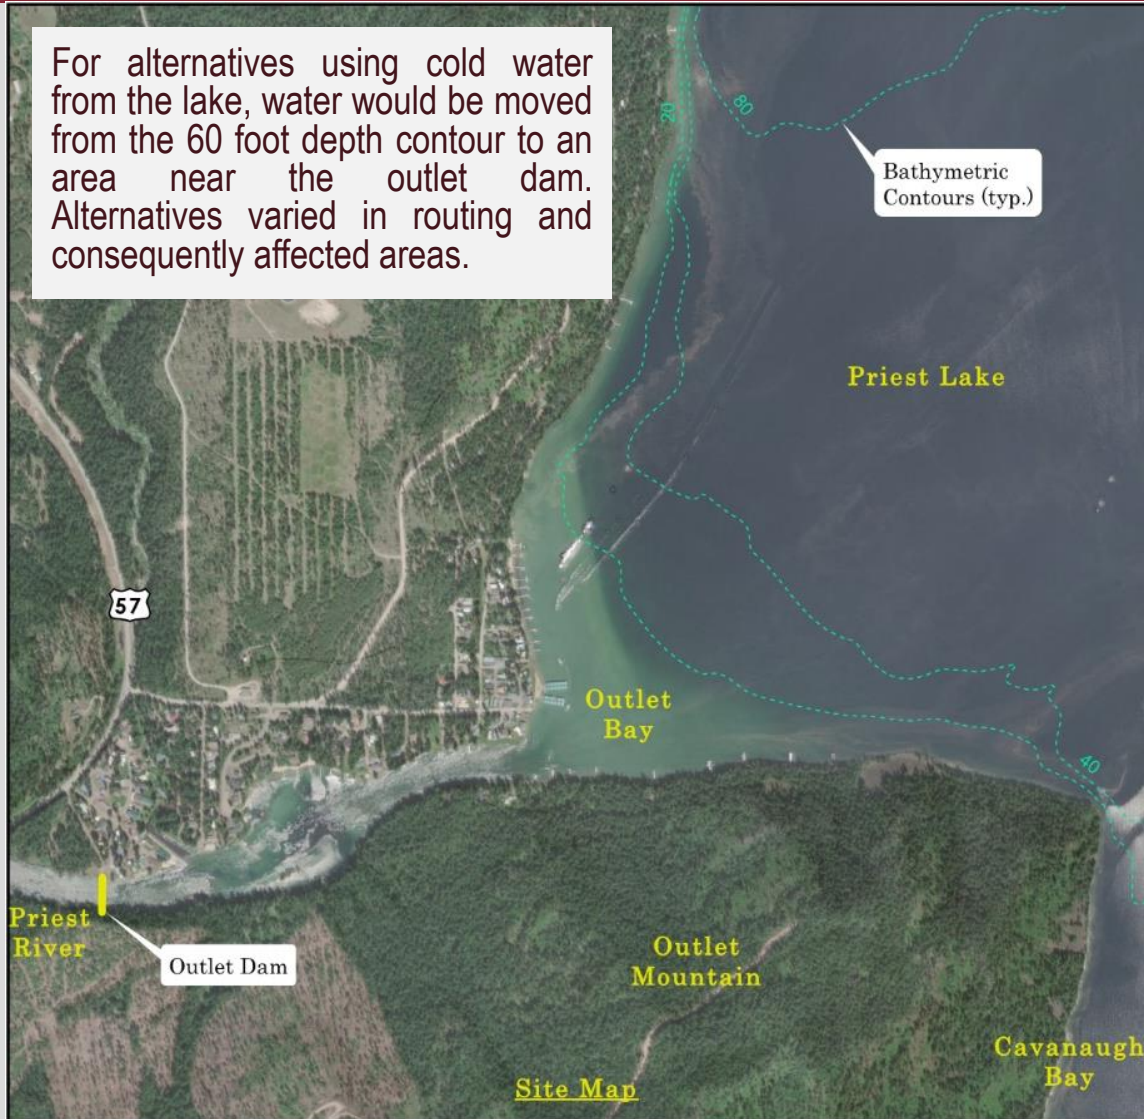 For alternatives using cold water
from the lake, water would be moved
from the 60 foot depth contour to an
area near the outlet dam.
Alternatives varied in routing and
consequently affected areas.
20
80
Bathymetric
Contours (typ.)
Priest Lake
57
Outlet
Bay
40
Priest
River
Outlet Dam
Outlet
Mountain
Cavanaugh
Bay
Site Map